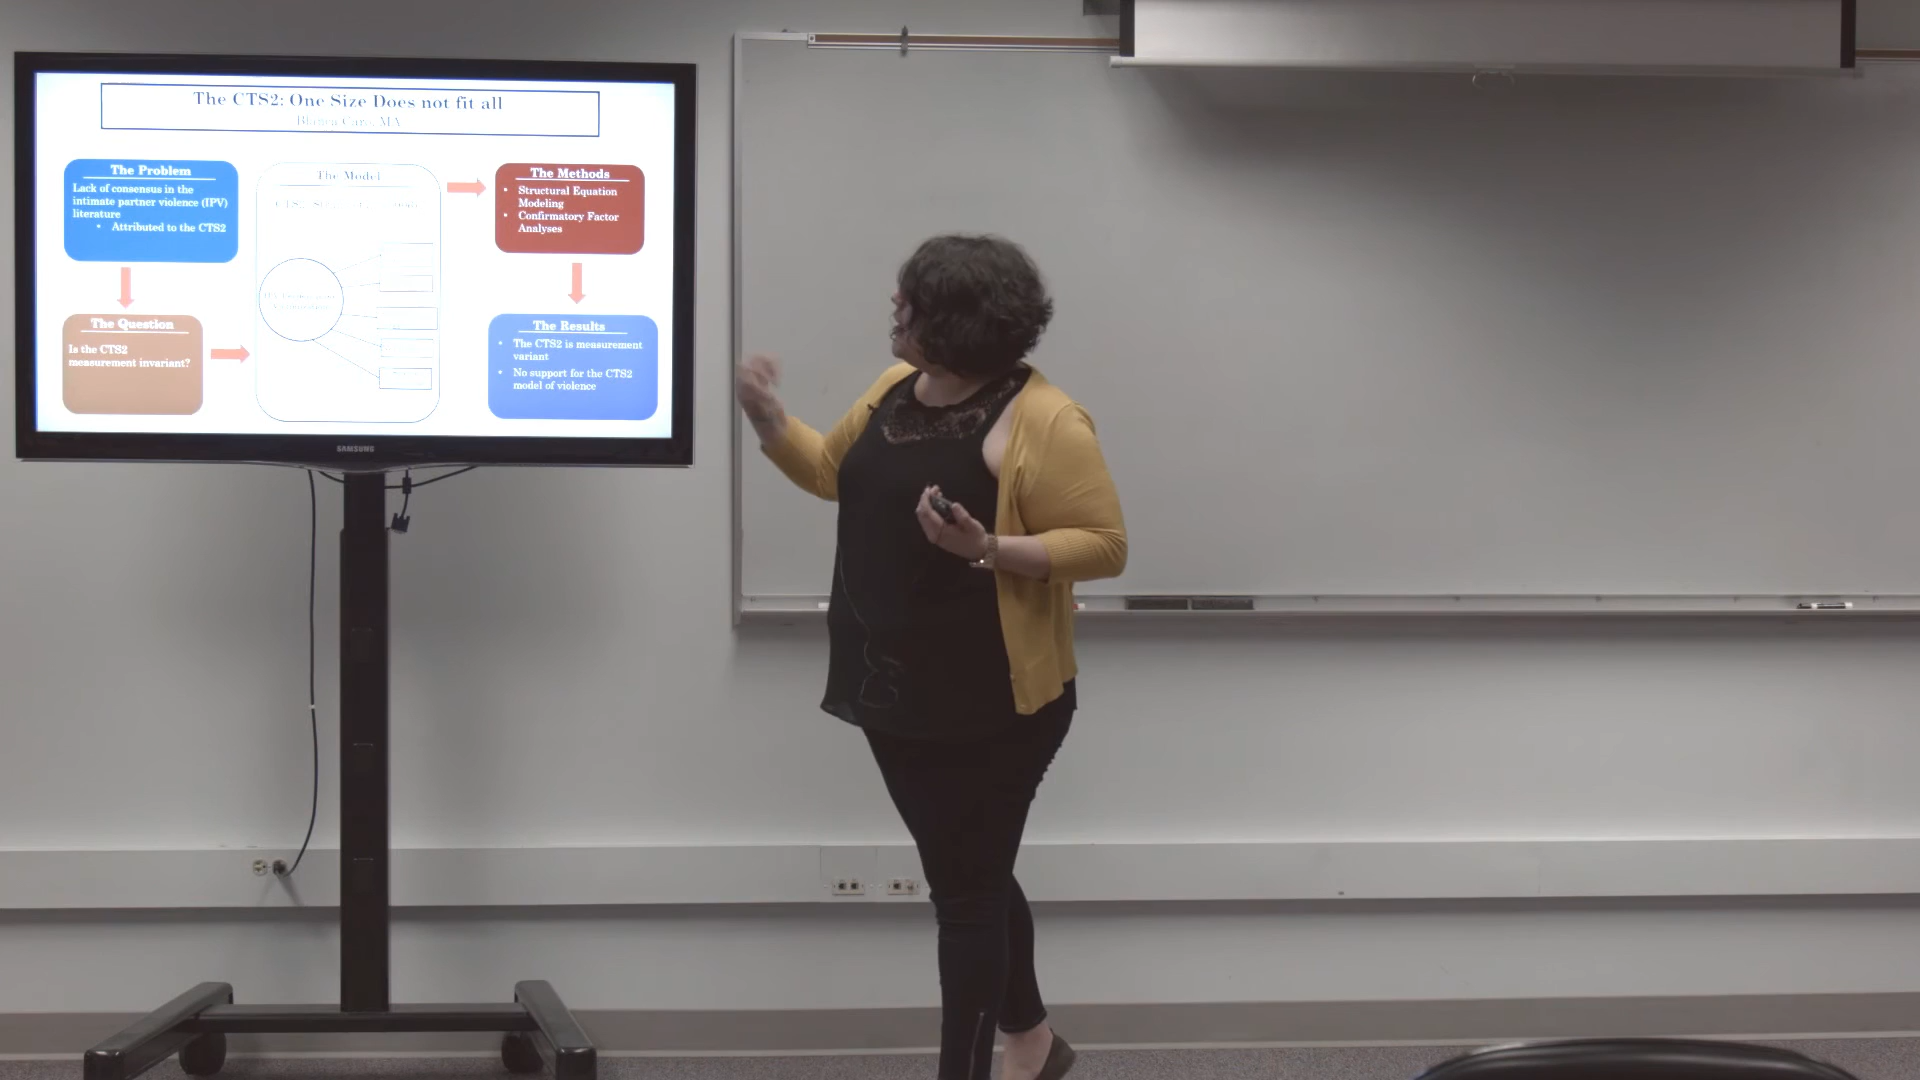 The CTS2: One Size Does not fit all
The Problem
Lack of consensus in the
intimate partner violence (IPV)
literature
• Attributed to the CTS2
The Question
Is the CTS2
measurement invariant?
The Model
The Methods
• Structural Equation
Modeling
• Confirmatory Factor
Analyses
The Results
• The CTS2 is measurement
variant
• No support for the CTS2
model of violence
SAMSUNG